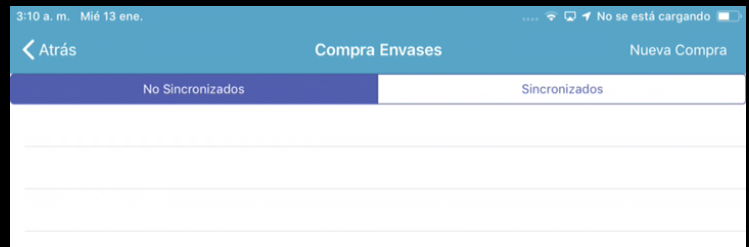 3:10 a. m. Mié 13 ene. No se está cargando
Atrás Compra Envases Nueva Compra
No Sincronizados Sincronizados